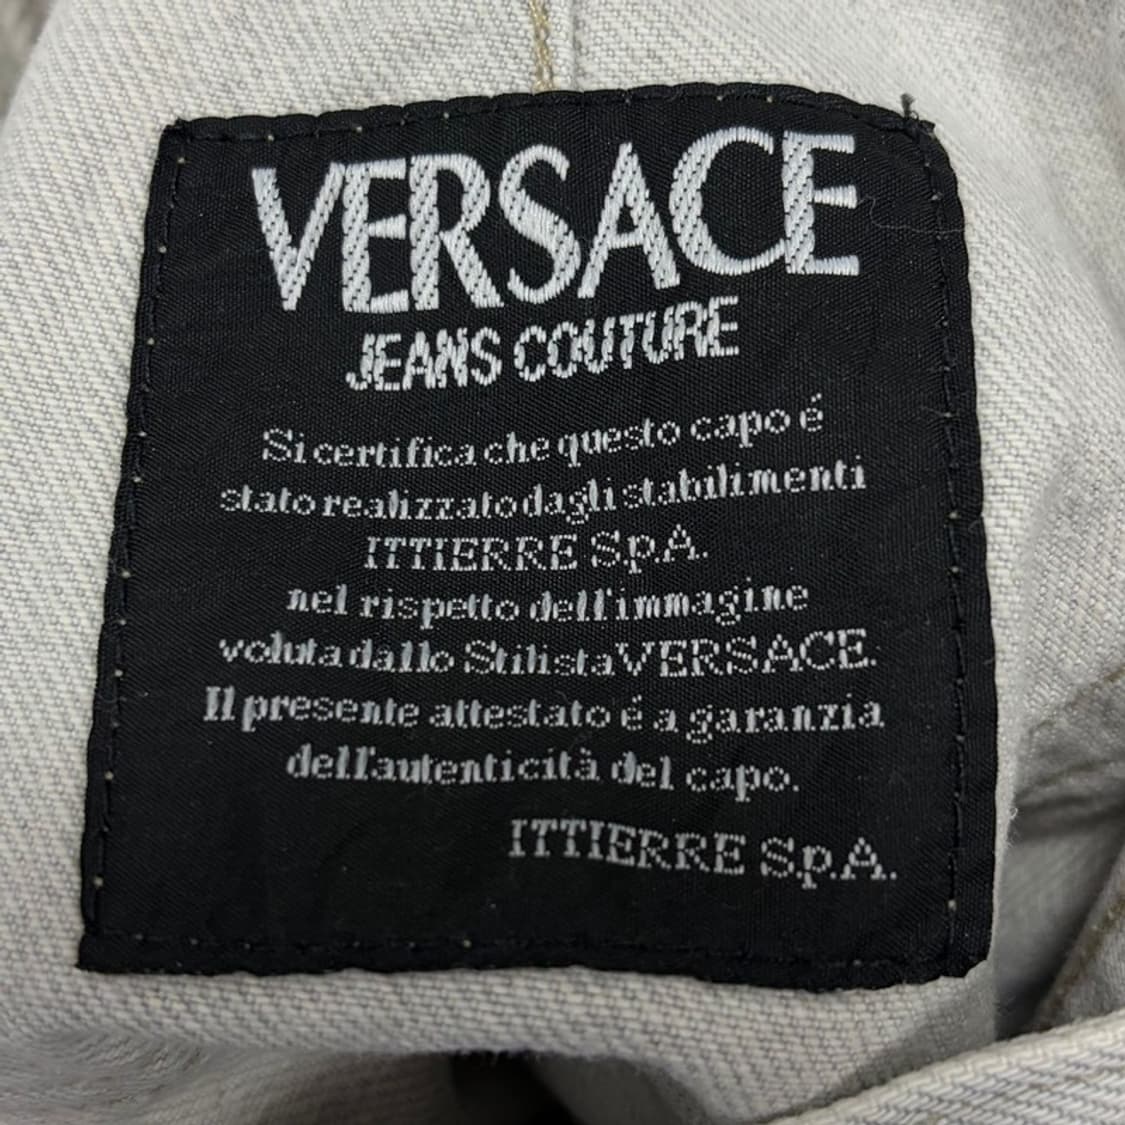 VERSACE
JEANS COUTURE
Si certifica che questo capo é
stato realizzato dagli stabilimenti
ITTIERRE S.p.A.
nel rispetto dell'immagine
voluta dallo Stilista VERSACE.
Il presente attestato é a garanzia
dell'autenticità del capo.
ITTIERRE S.p.A.